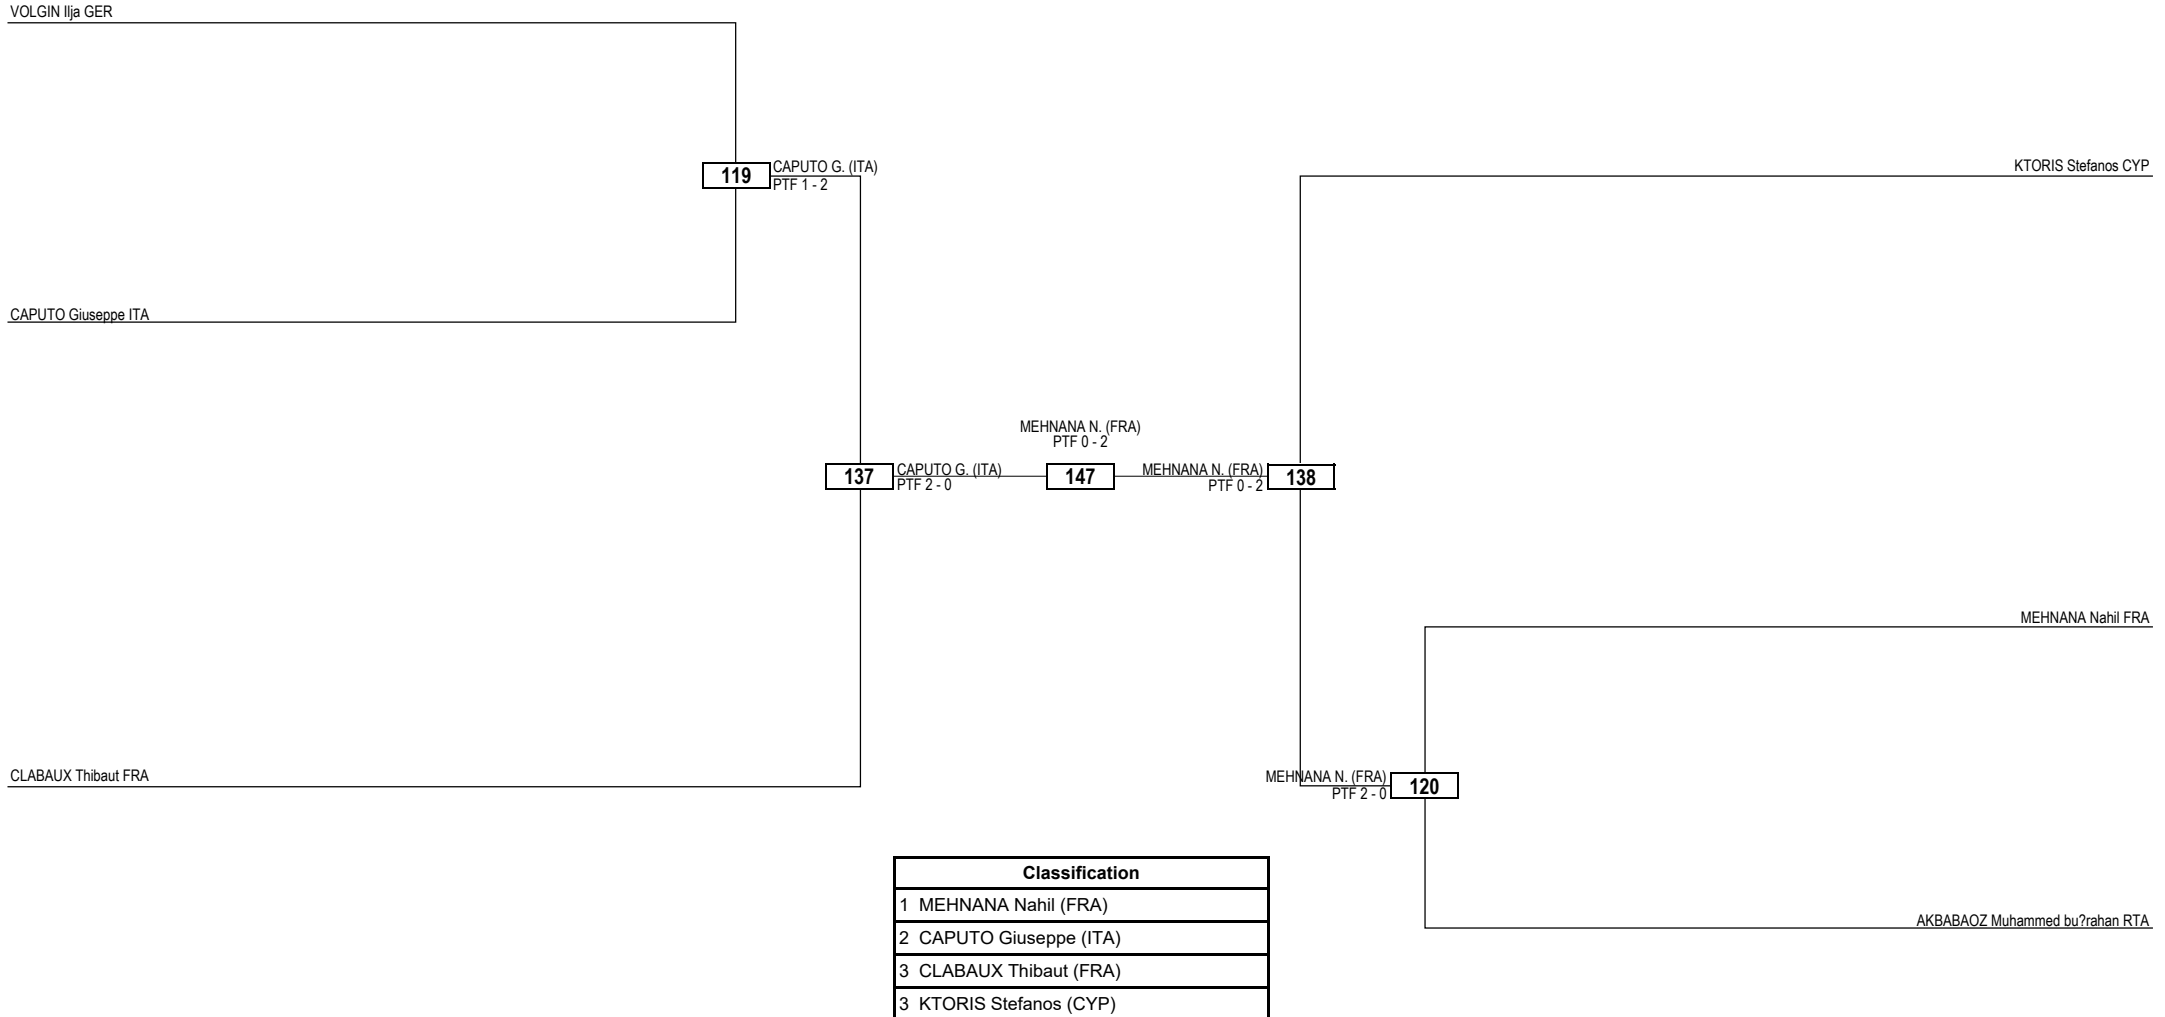 VOLGIN Ilja GER
119
CAPUTO G. (ITA)
PTF 1 - 2
KTORIS Stefanos CYP
CAPUTO Giuseppe ITA
MEHNANA N. (FRA)
PTF 0 - 2
137
CAPUTO G. (ITA)
PTF 2 - 0
147
MEHNANA N. (FRA)
PTF 0 - 2
138
MEHNANA Nahil FRA
CLABAUX Thibaut FRA
MEHNANA N. (FRA)
PTF 2 - 0
120
AKBABAOZ Muhammed bu?rahan RTA
Classification
1 MEHNANA Nahil (FRA)
2 CAPUTO Giuseppe (ITA)
3 CLABAUX Thibaut (FRA)
3 KTORIS Stefanos (CYP)